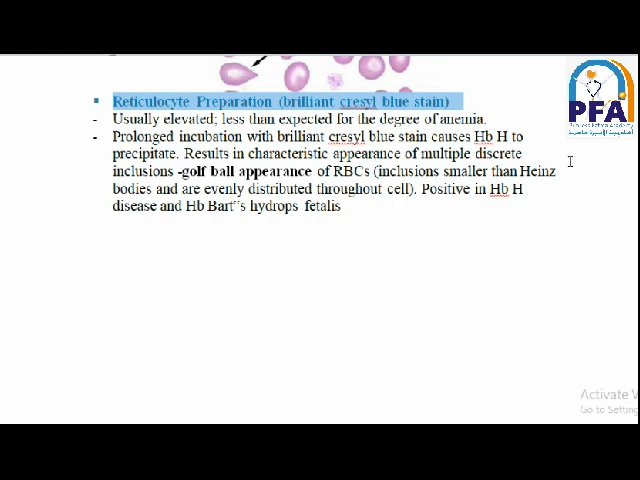 Reticulocyte Preparation (brilliant cresyl blue stain)
- Usually elevated; less than expected for the degree of anemia.
- Prolonged incubation with brilliant cresyl blue stain causes Hb H to
precipitate. Results in characteristic appearance of multiple discrete
inclusions -golf ball appearance of RBCs (inclusions smaller than Heinz
bodies and are evenly distributed throughout cell). Positive in Hb H
disease and Hb Bart''s hydrops fetalis
PFA
Activate W
Go to Setting